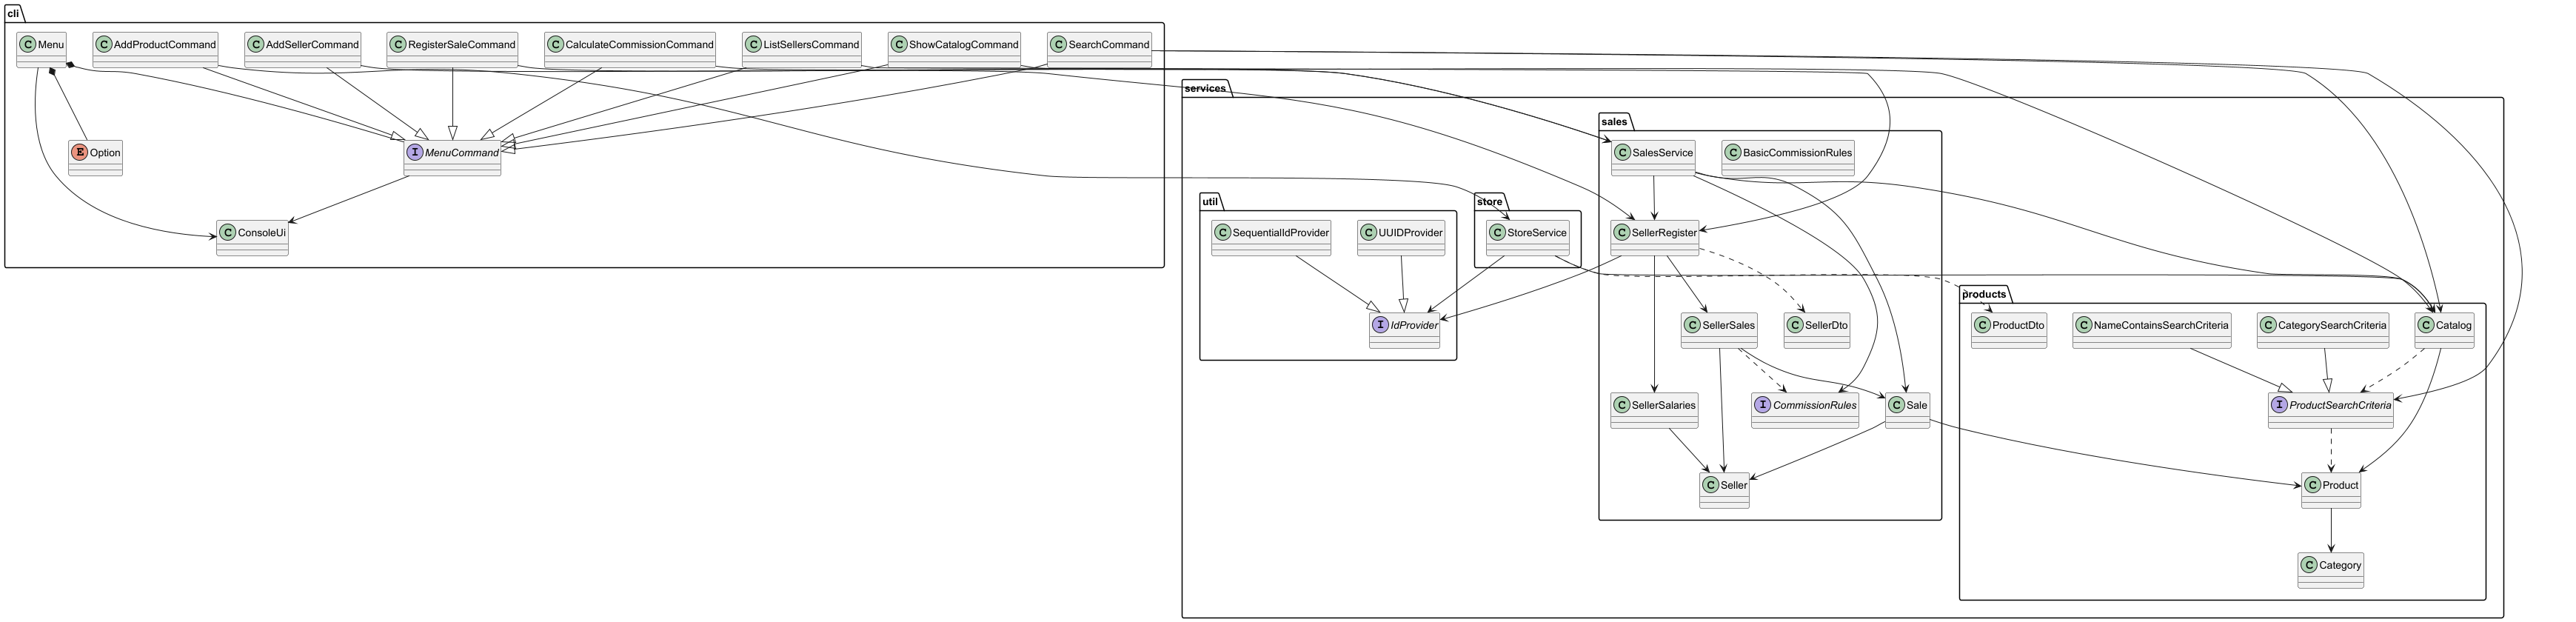 cli
Menu
AddProductCommand
AddSellerCommand
RegisterSaleCommand
CalculateCommissionCommand
ListSellersCommand
ShowCatalogCommand
SearchCommand
Option
MenuCommand
ConsoleUi
services
sales
SalesService
BasicCommissionRules
util
SequentialIdProvider
UUIDProvider
IdProvider
store
StoreService
SellerRegister
SellerSales
SellerDto
SellerSalaries
CommissionRules
Sale
Seller
products
ProductDto
NameContainsSearchCriteria
CategorySearchCriteria
Catalog
ProductSearchCriteria
Product
Category